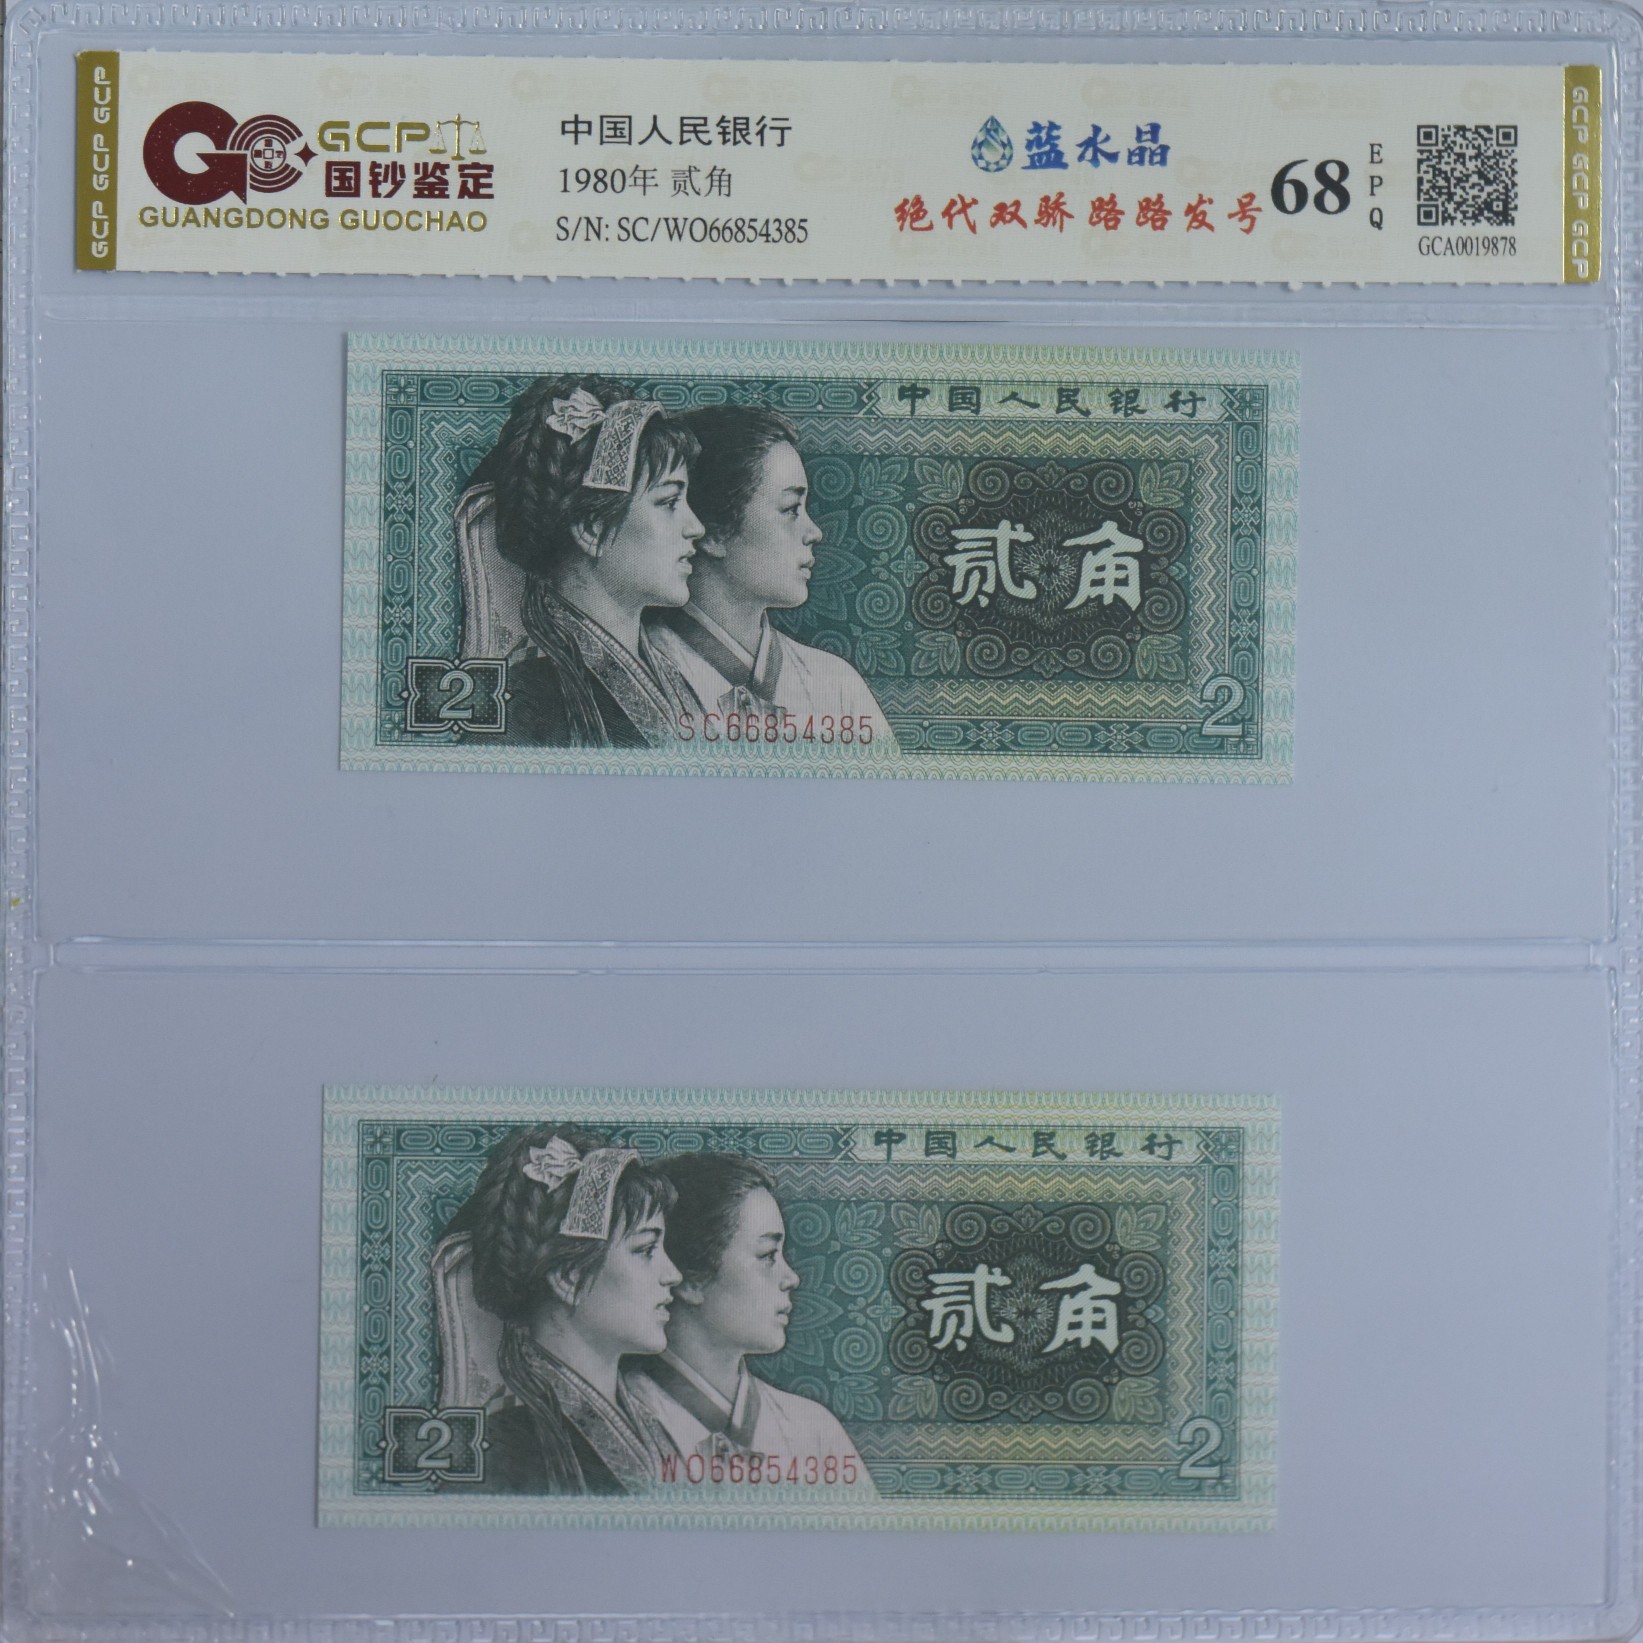 GCP GCP GCP
GCP
国钞鉴定
GUANGDONG GUOCHAO
中国人民银行
1980年 贰角
S/N: SC/WO66854385
蓝水晶
绝代双骄 路路发号
68
EPQ
GCA0019878
GCP GCP GCP
中国人民银行
贰角
2
2
SC66854385
中国人民银行
贰角
2
2
WO66854385